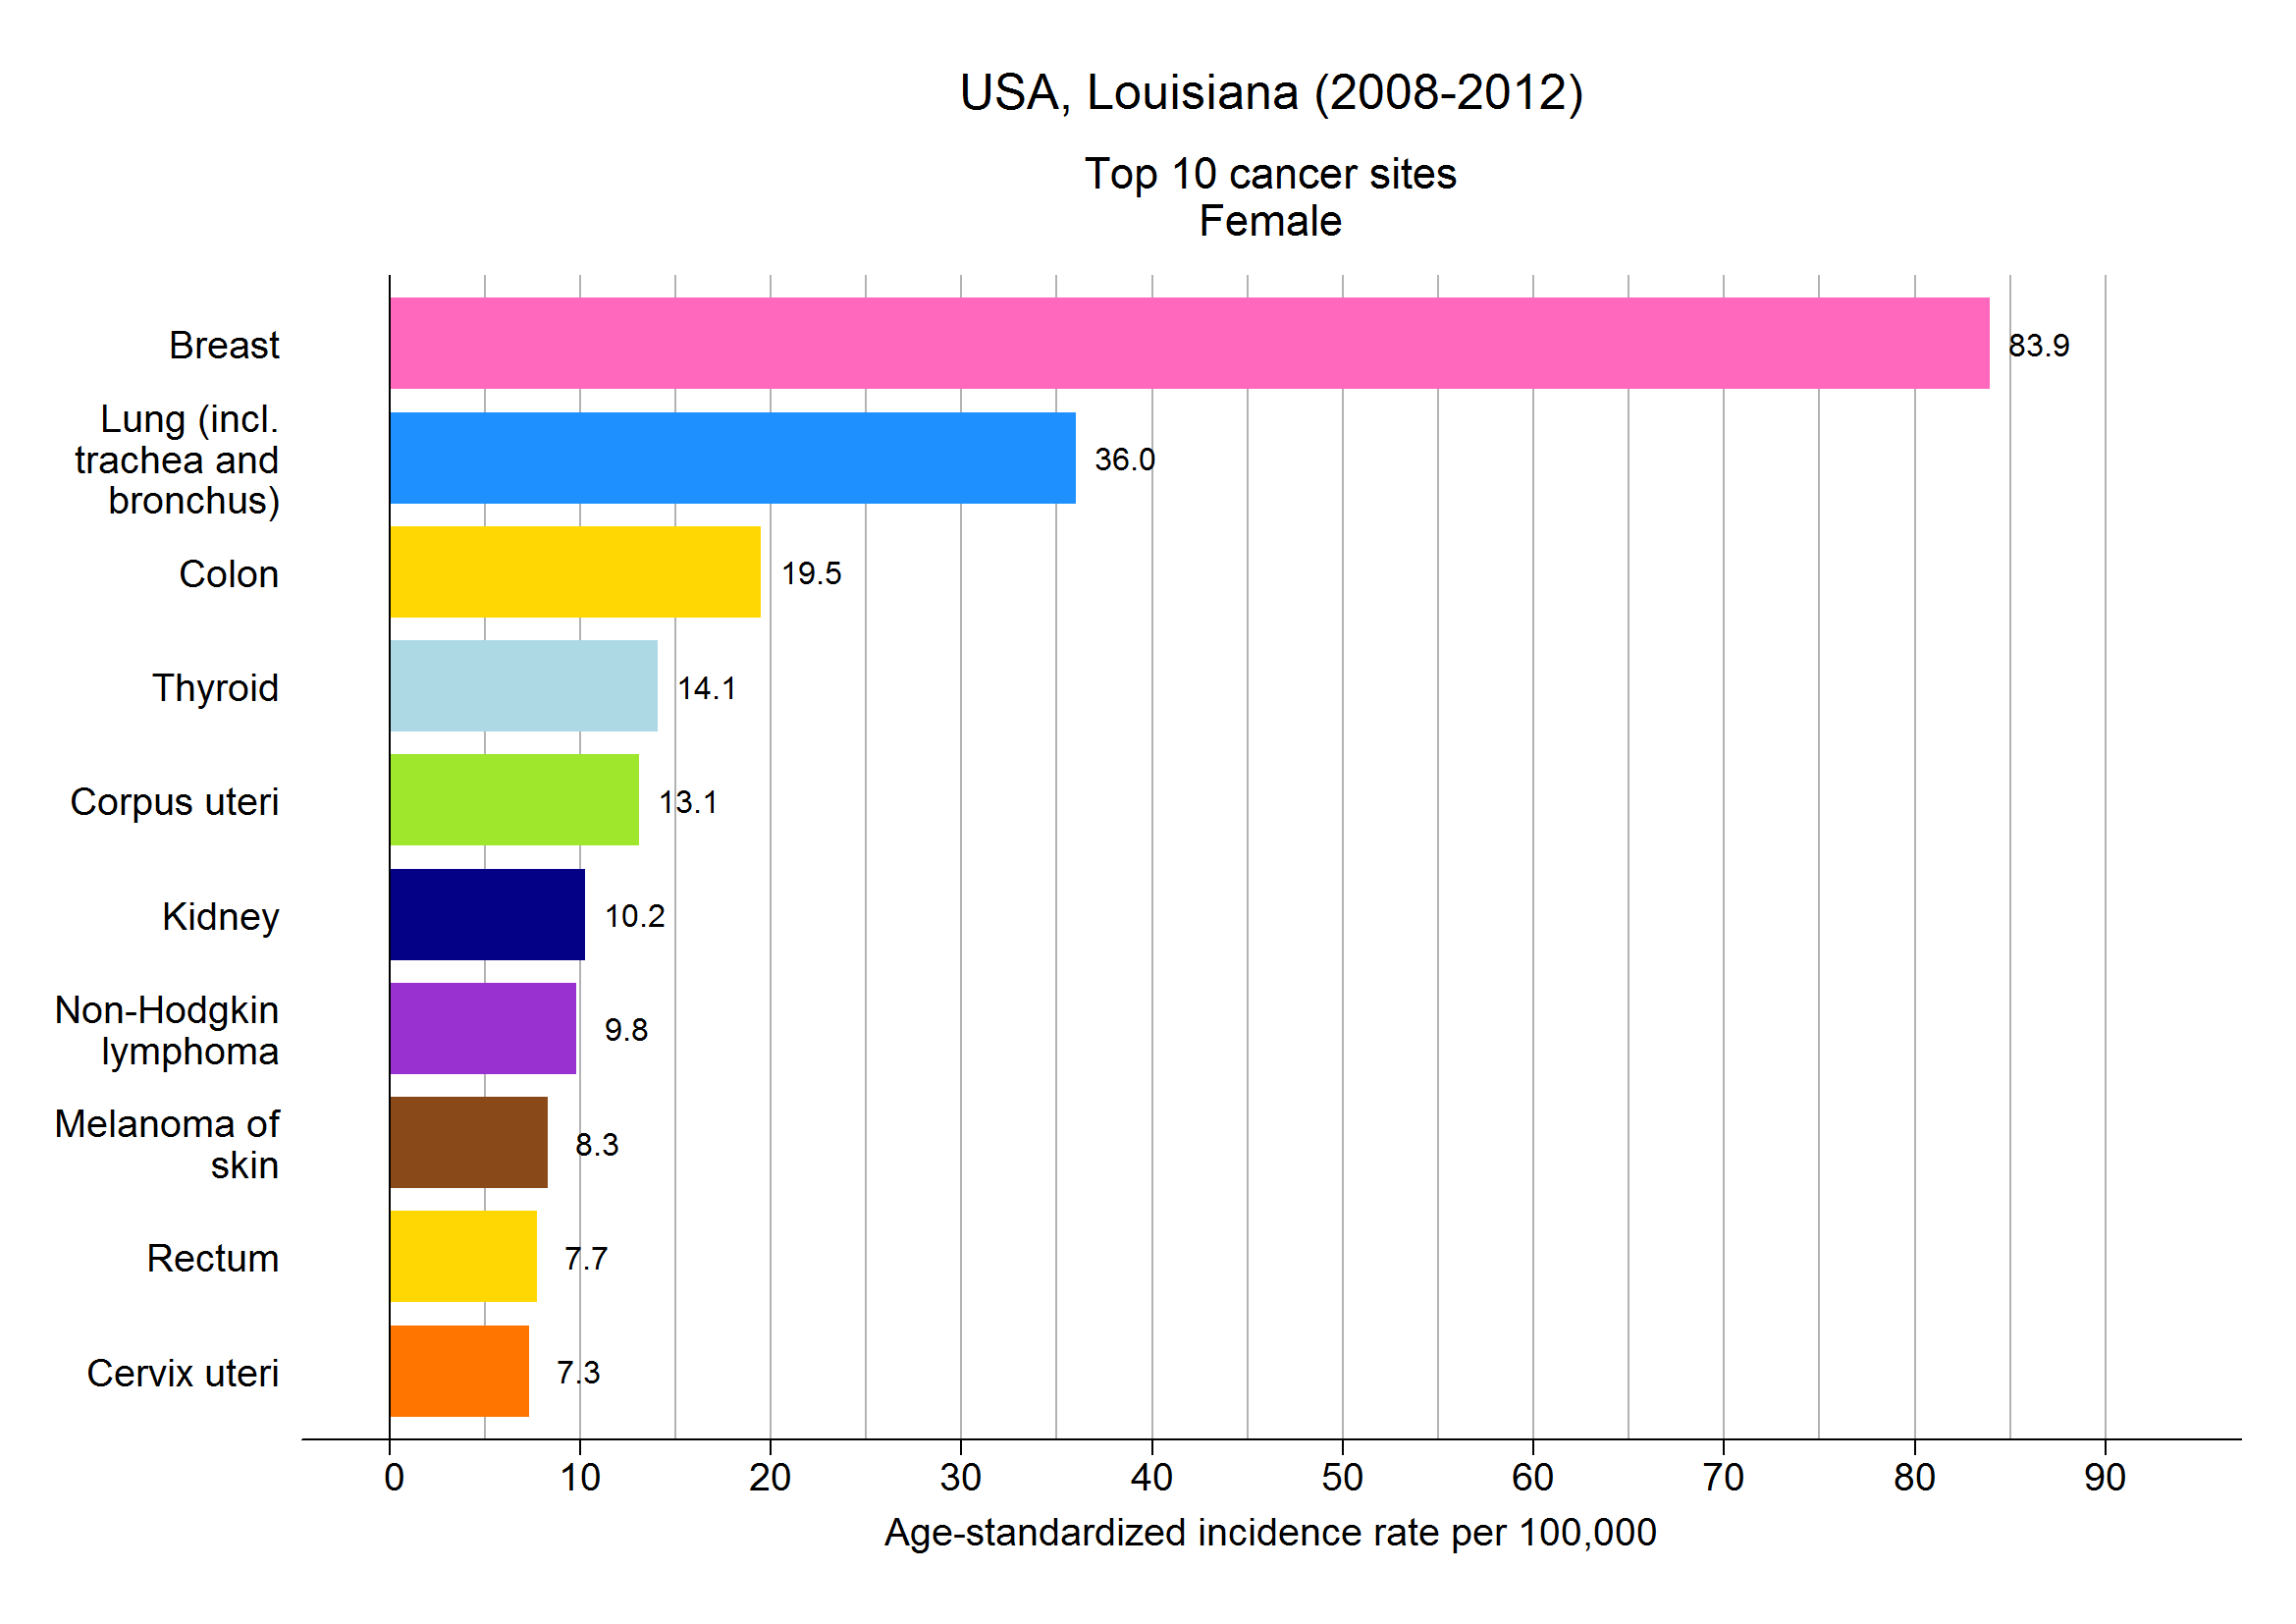 USA, Louisiana (2008-2012)
Top 10 cancer sites
Female
Breast
83.9
Lung (incl.
trachea and
bronchus)
36.0
Colon
19.5
Thyroid
14.1
Corpus uteri
13.1
Kidney
10.2
Non-Hodgkin
lymphoma
9.8
Melanoma of
skin
8.3
Rectum
7.7
Cervix uteri
7.3
0 10 20 30 40 50 60 70 80 90
Age-standardized incidence rate per 100,000